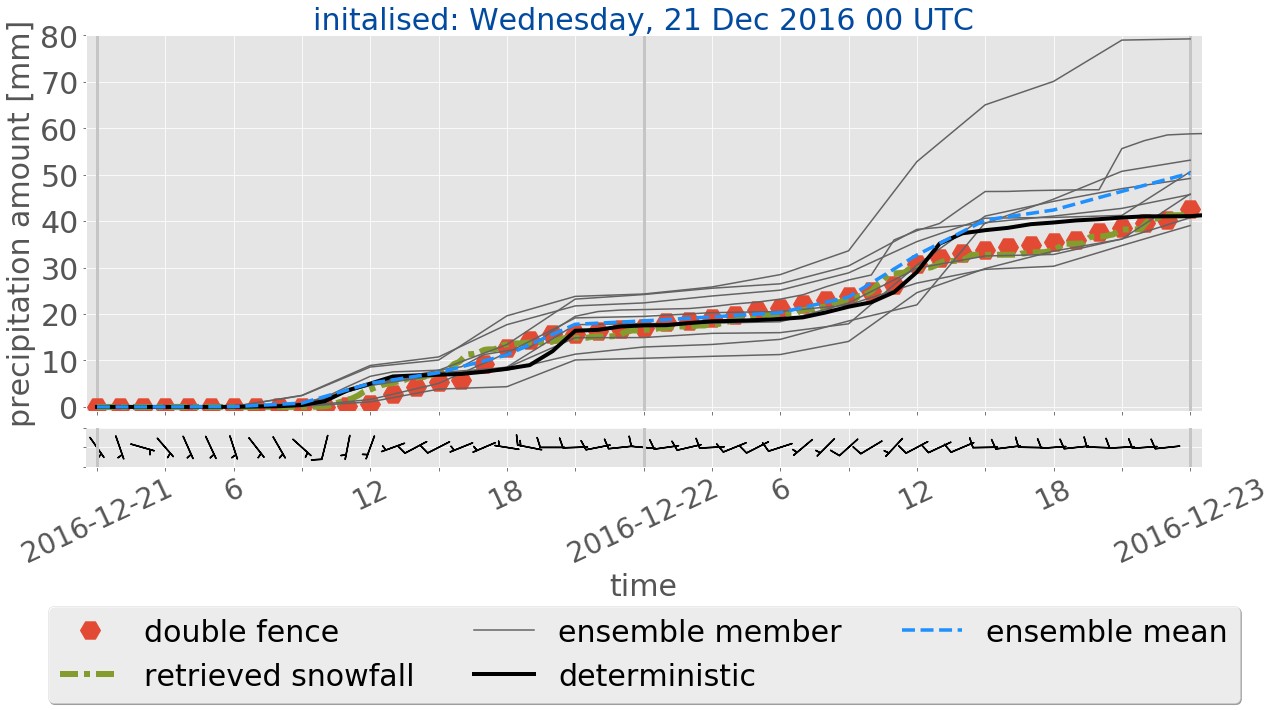 initalised: Wednesday, 21 Dec 2016 00 UTC
precipitation amount [mm]
80
70
60
50
40
30
20
10
0
2016-12-21 6 12 18 2016-12-22 6 12 18 2016-12-23
time
double fence ensemble member ensemble mean
retrieved snowfall deterministic